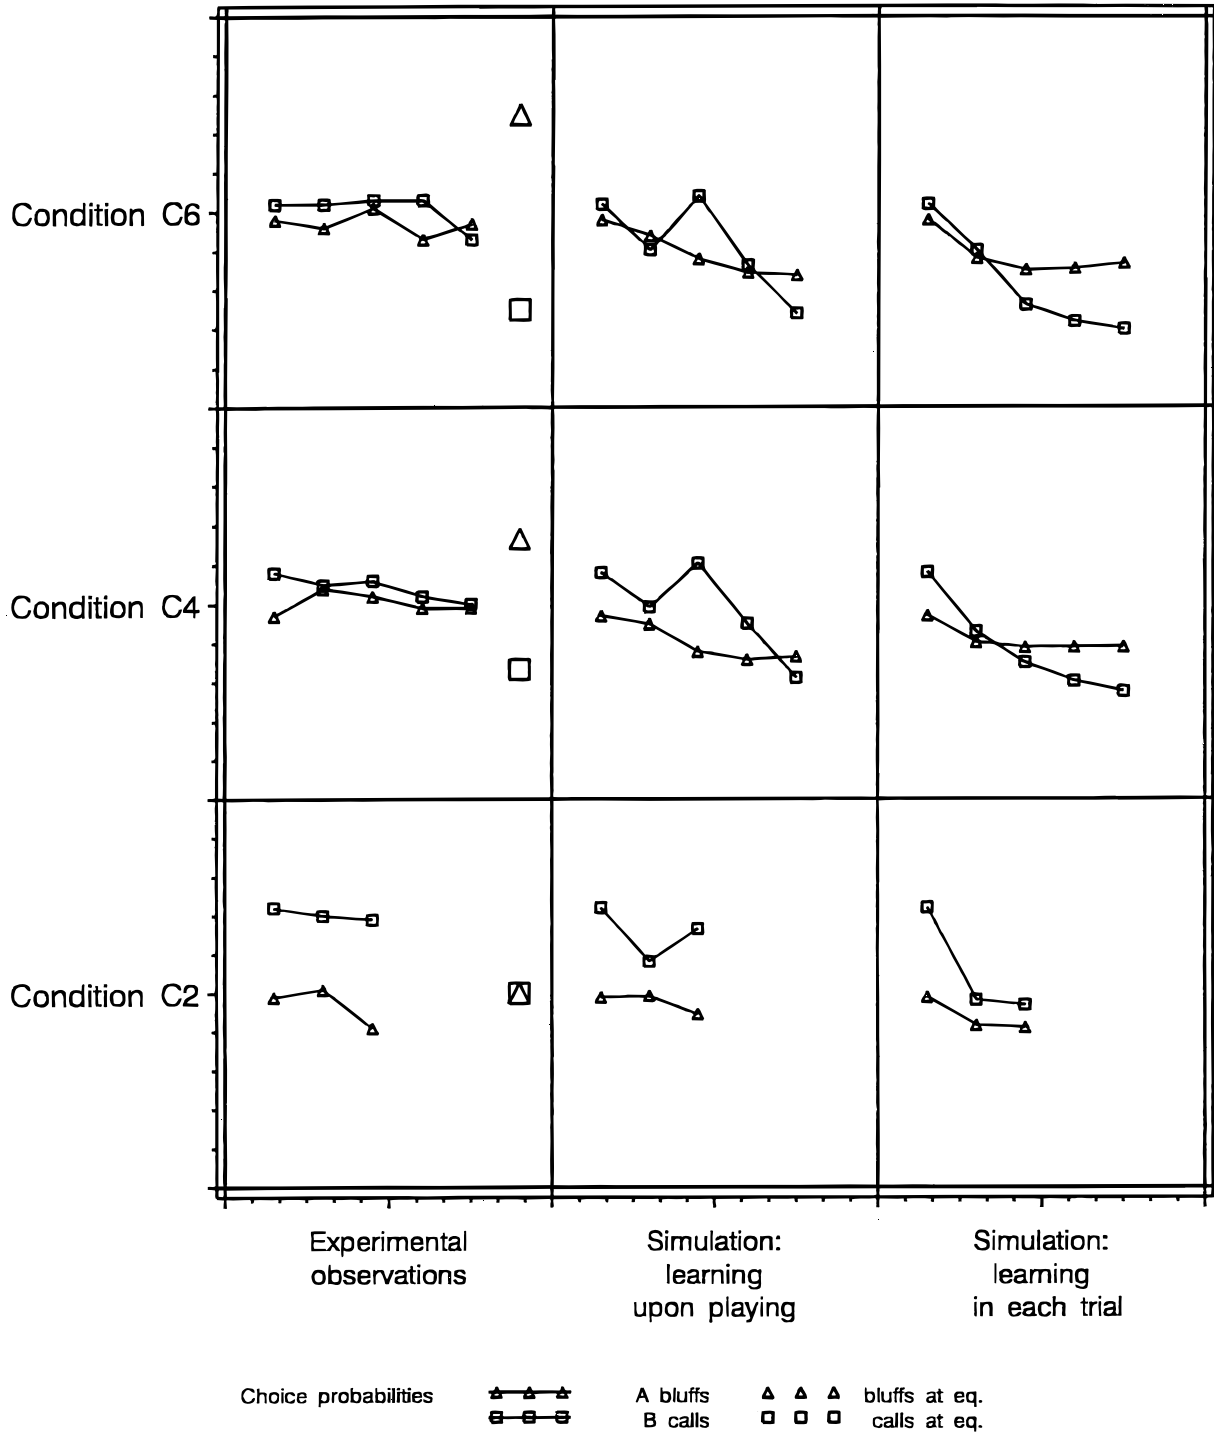 Condition C6
Condition C4
Condition C2
Experimental
observations
Simulation:
learning
upon playing
Simulation:
learning
in each trial
Choice probabilities
A bluffs
bluffs at eq.
B calls
calls at eq.